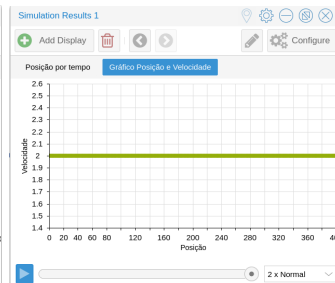 Simulation Results 1
Add Display
Configure
Posição por tempo
Gráfico Posição e Velocidade
2.6
2.5
2.4
2.3
2.2
2.1
2
1.9
1.8
1.7
1.6
1.5
1.4
Velocidade
0 20 40 60 80 120 160 200 240 280 320 360
Posição
2 x Normal